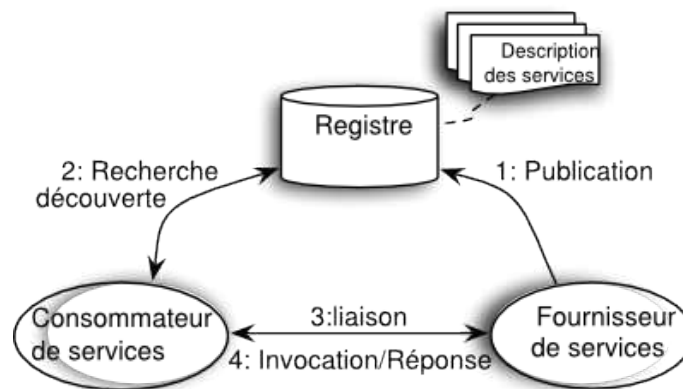 Description
des services
Registre
2: Recherche
découverte
1: Publication
Consommateur
de services
3:liaison
4: Invocation/Réponse
Fournisseur
de services